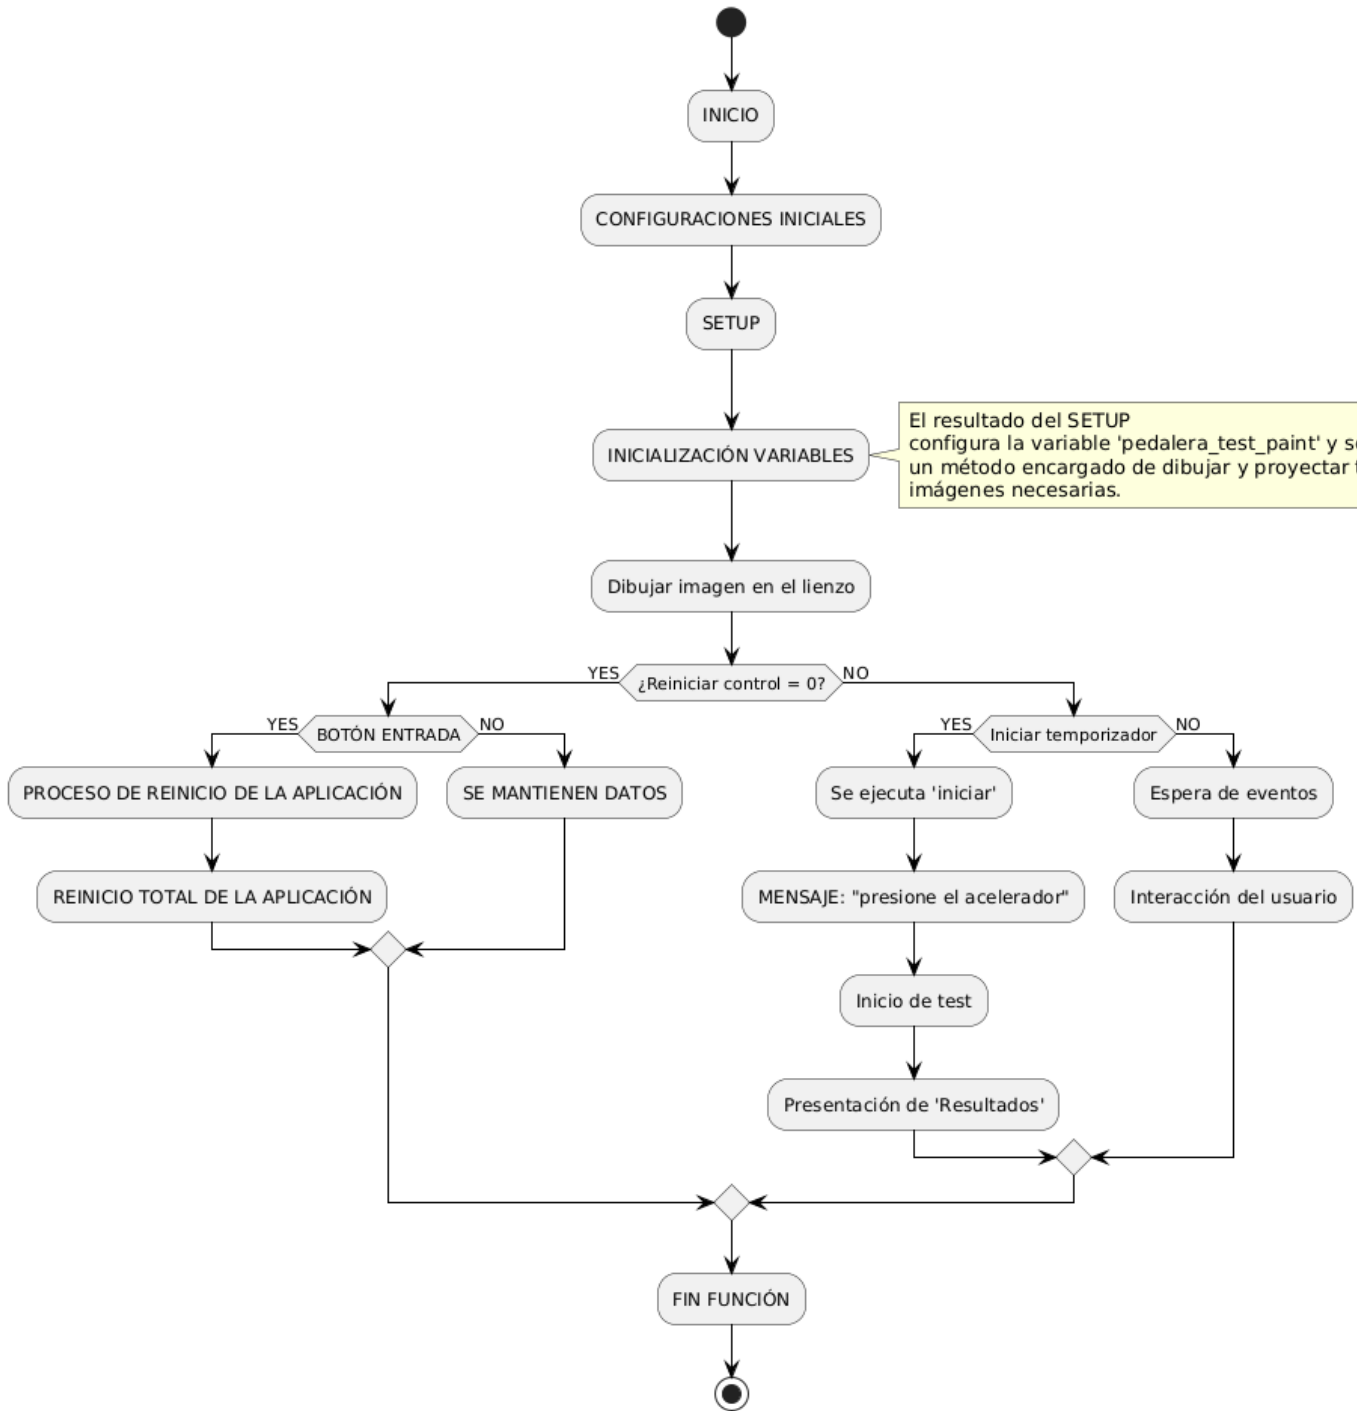 INICIO
CONFIGURACIONES INICIALES
SETUP
INICIALIZACIÓN VARIABLES
El resultado del SETUP
configura la variable 'pedalera_test_paint' y
un método encargado de dibujar y proyectar
imágenes necesarias.
Dibujar imagen en el lienzo
YES
¿Reiniciar control = 0?
NO
YES
BOTÓN ENTRADA
NO
YES
Iniciar temporizador
NO
PROCESO DE REINICIO DE LA APLICACIÓN
SE MANTIENEN DATOS
Se ejecuta 'iniciar'
Espera de eventos
REINICIO TOTAL DE LA APLICACIÓN
MENSAJE: "presione el acelerador"
Interacción del usuario
Inicio de test
Presentación de 'Resultados'
FIN FUNCIÓN